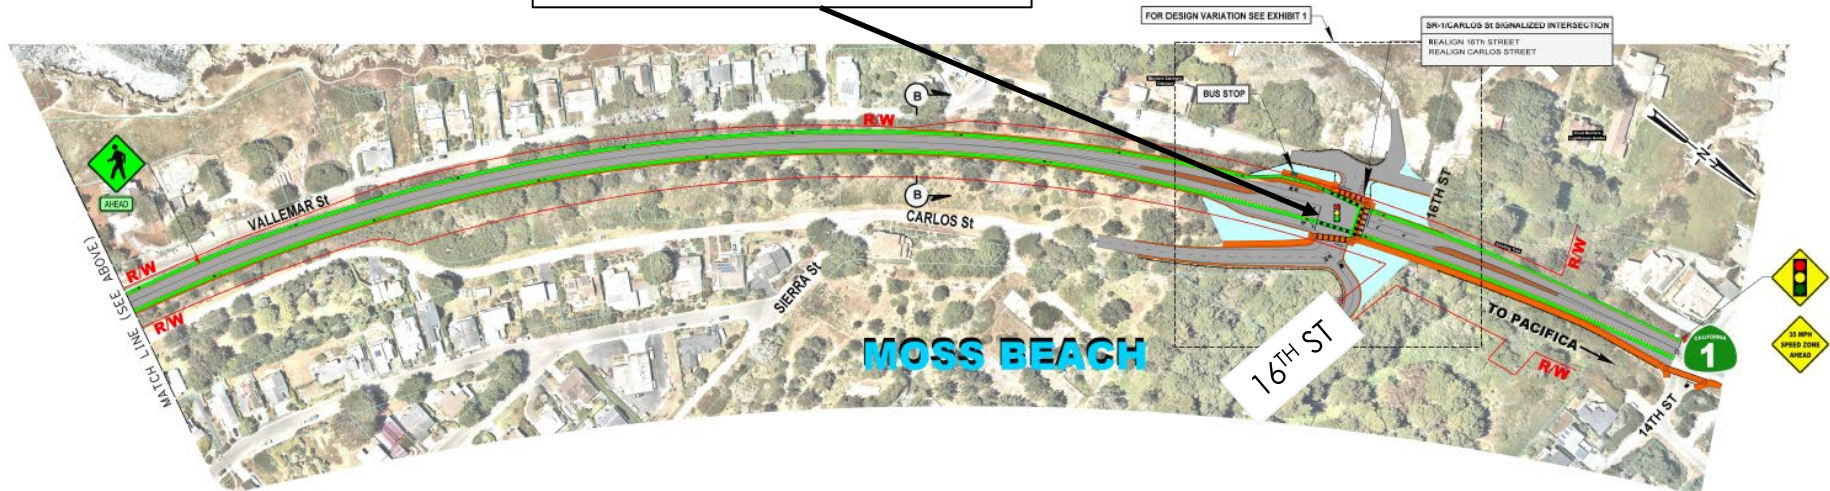 FOR DESIGN VARIATION SEE EXHIBIT 1
SR-1/CARLOS St SIGNALIZED INTERSECTION
REALIGN 16Th STREET
REALIGN CARLOS STREET
BUS STOP
B
R/W
N
AHEAD
VALLEMAR St
B
CARLOS St
16TH ST
R/W
MATCH LINE (SEE ABOVE)
R/W
R/W
SIERRA St
TO PACIFICA
MOSS BEACH
16TH ST
R/W
CALIFORNIA
1
35 MPH
SPEED ZONE
AHEAD
14TH ST